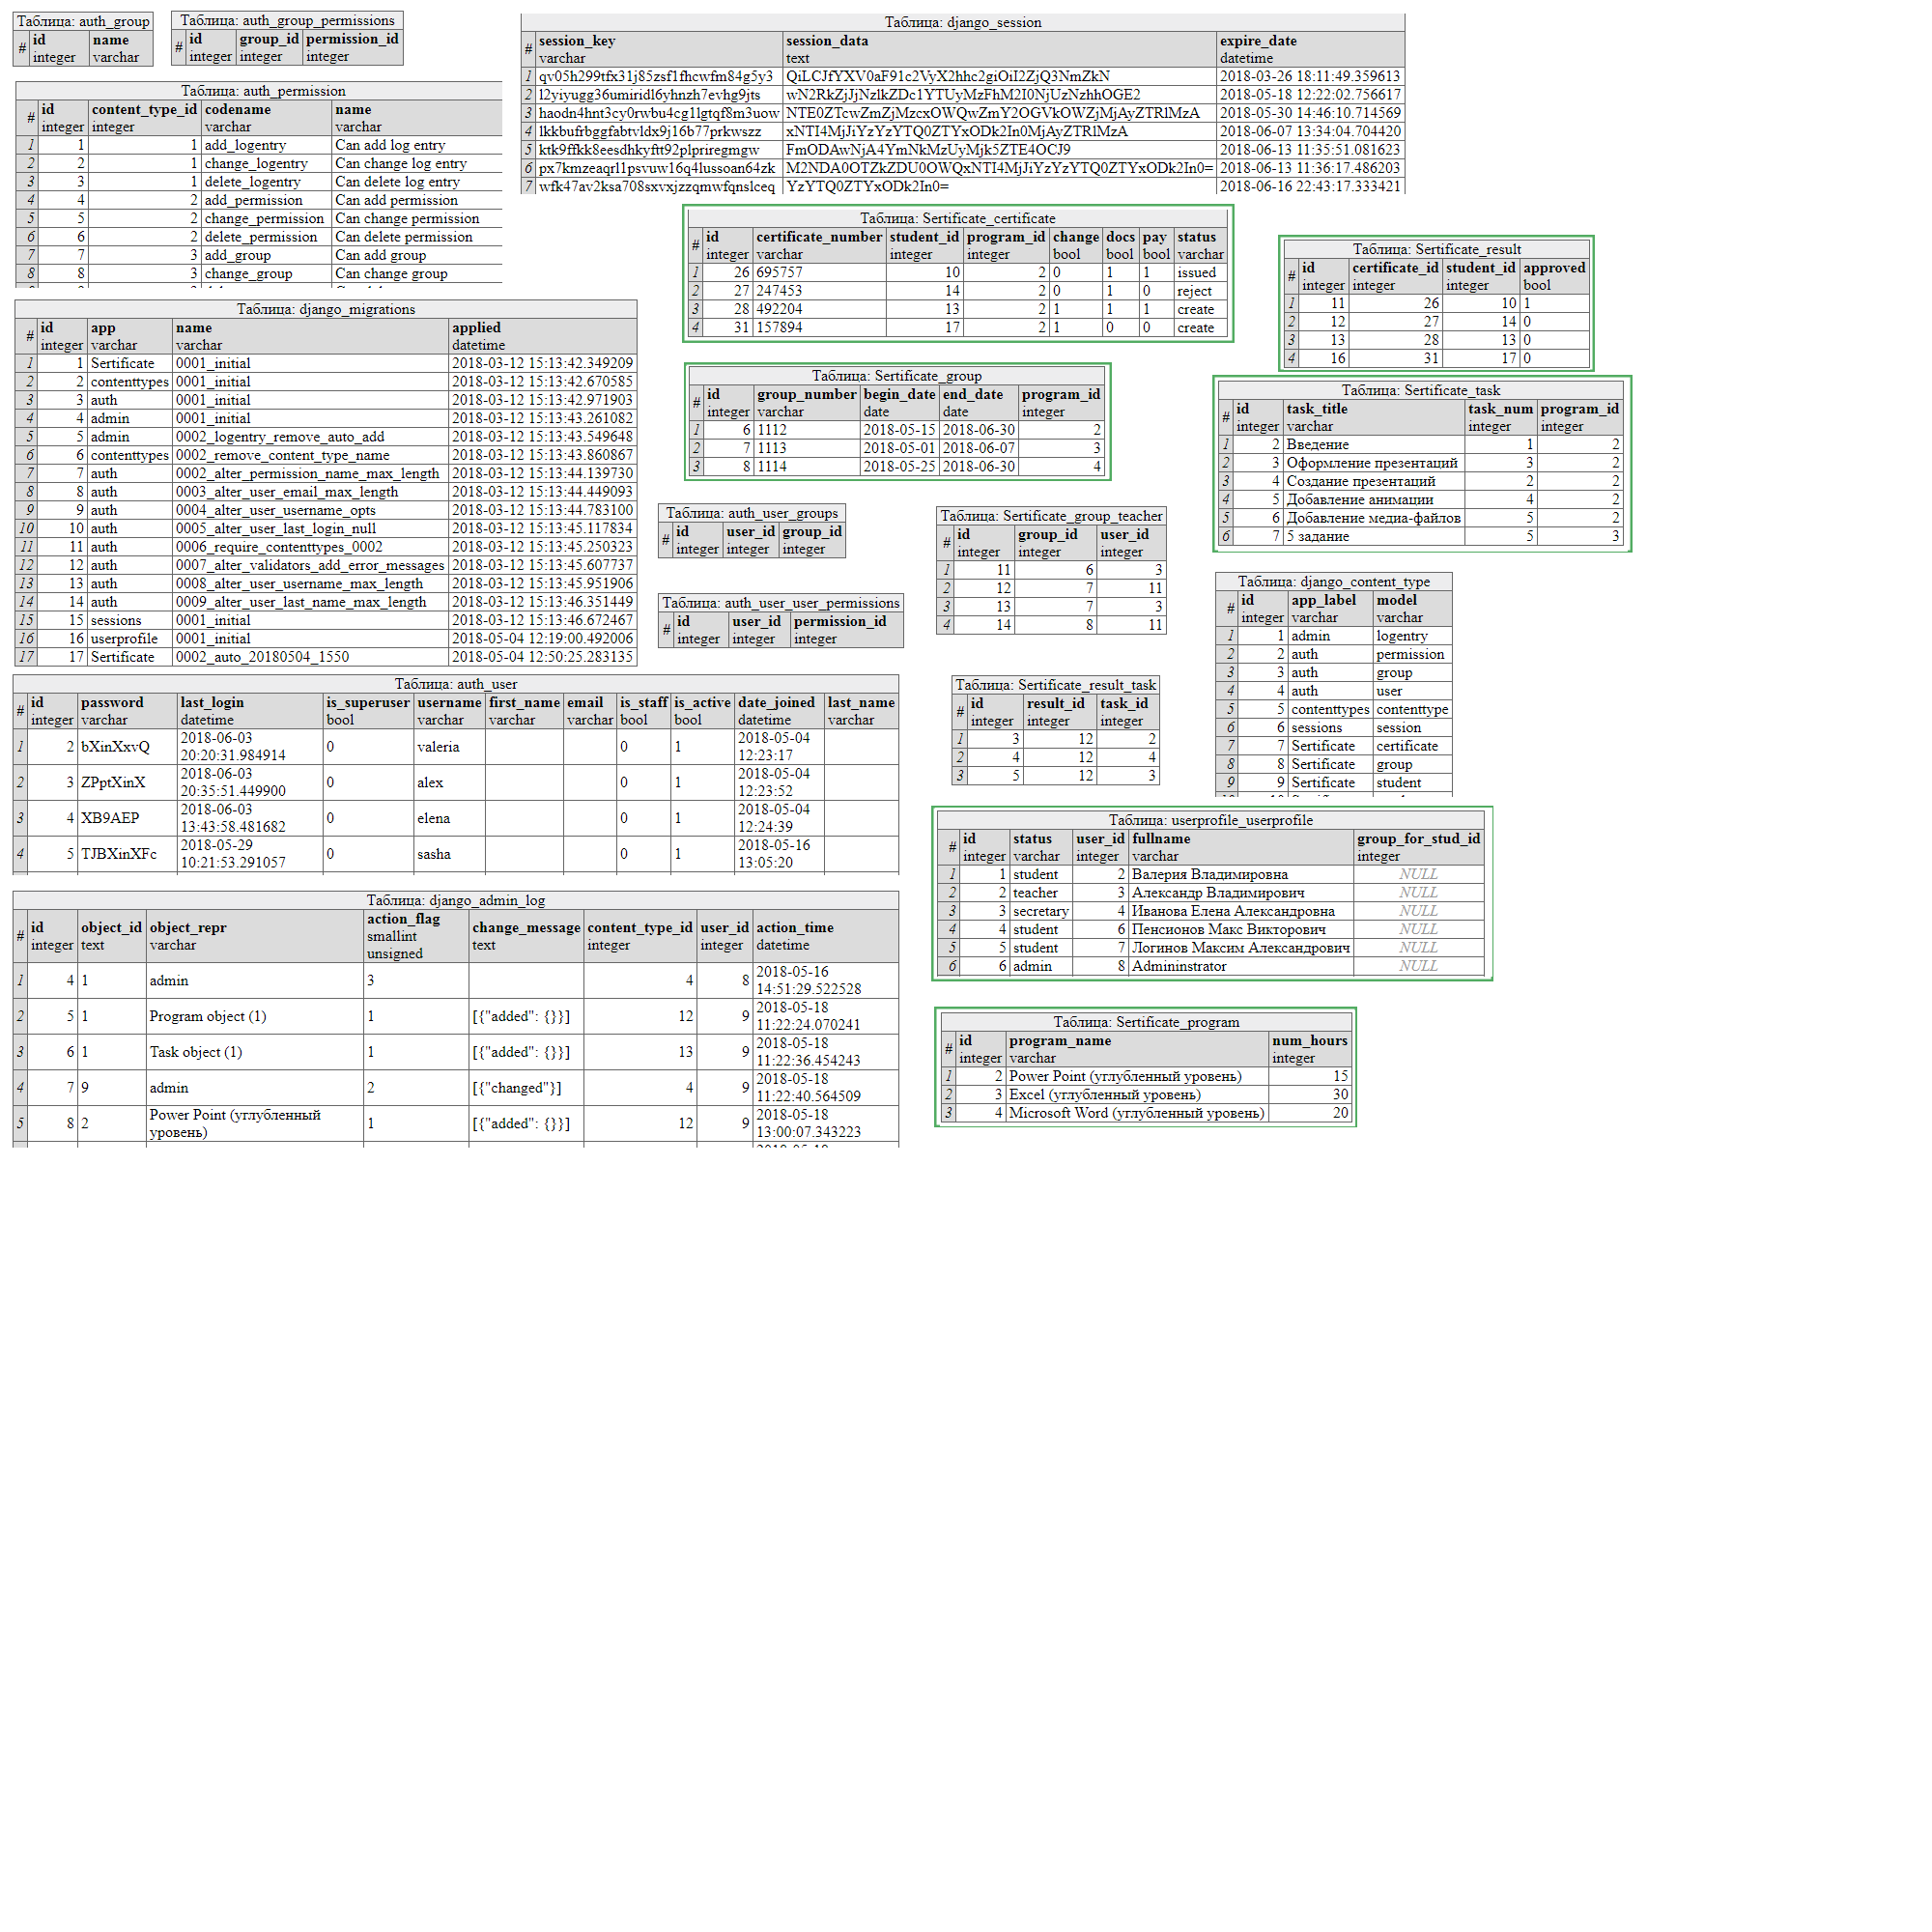 Таблица: auth_group
# id name
integer varchar
Таблица: auth_group_permissions
# id group_id permission_id
integer integer integer
Таблица: django_session
# session_key session_data expire_date
varchar text datetime
1 qv05h299tfx31j85zsf1fhcwfm84g5y3 QiLCJfYXV0aF91c2VyX2hhc2giOiI2ZjQ3NmZkN 2018-03-26 18:11:49.359613
2 l2yiyugg36umiridl6yhnzh7evhg9jts wN2RkZjJjNzlkZDc1YTUyMzFhM2I0NjUzNzhhOGE2 2018-05-18 12:22:02.756617
3 haodn4hnt3cy0rwbu4cg1lgtqf8m3uow NTE0ZTcwZmZjMzcxOWQwZmY2OGVkOWZjMjAyZTRlMzA 2018-05-30 14:46:10.714569
4 lkkbufrbggfabtvldx9j16b77prkwszz xNTI4MjJiYzYzYTQ0ZTYxODk2In0MjAyZTRlMzA 2018-06-07 13:34:04.704420
5 ktk9ffkk8eesdhkyftt92plpriregmgw FmODAwNjA4YmNkMzUyMjk5ZTE4OCJ9 2018-06-13 11:35:51.081623
6 px7kmzeaqrl1psvuw16q4lussoan64zk M2NDA0OTZkZDU0OWQxNTI4MjJiYzYzYTQ0ZTYxODk2In0= 2018-06-13 11:36:17.486203
7 wfk47av2ksa708sxvxjzzqmwfqnslceq YzYTQ0ZTYxODk2In0= 2018-06-16 22:43:17.333421
Таблица: auth_permission
# id content_type_id codename name
integer integer varchar varchar
1 1 1 add_logentry Can add log entry
2 2 1 change_logentry Can change log entry
3 3 1 delete_logentry Can delete log entry
4 4 2 add_permission Can add permission
5 5 2 change_permission Can change permission
6 6 2 delete_permission Can delete permission
7 7 3 add_group Can add group
8 8 3 change_group Can change group
Таблица: Sertificate_certificate
# id certificate_number student_id program_id change docs pay status
integer varchar integer integer bool bool bool varchar
1 26 695757 10 2 0 1 1 issued
2 27 247453 14 2 0 1 0 reject
3 28 492204 13 2 1 1 1 create
4 31 157894 17 2 1 0 0 create
Таблица: Sertificate_result
# id certificate_id student_id approved
integer integer integer bool
1 11 26 10 1
2 12 27 14 0
3 13 28 13 0
4 16 31 17 0
Таблица: django_migrations
# id app name applied
integer varchar varchar datetime
1 1 Sertificate 0001_initial 2018-03-12 15:13:42.349209
2 2 contenttypes 0001_initial 2018-03-12 15:13:42.670585
3 3 auth 0001_initial 2018-03-12 15:13:42.971903
4 4 admin 0001_initial 2018-03-12 15:13:43.261082
5 5 admin 0002_logentry_remove_auto_add 2018-03-12 15:13:43.549648
6 6 contenttypes 0002_remove_content_type_name 2018-03-12 15:13:43.860867
7 7 auth 0002_alter_permission_name_max_length 2018-03-12 15:13:44.139730
8 8 auth 0003_alter_user_email_max_length 2018-03-12 15:13:44.449093
9 9 auth 0004_alter_user_username_opts 2018-03-12 15:13:44.783100
10 10 auth 0005_alter_user_last_login_null 2018-03-12 15:13:45.117834
11 11 auth 0006_require_contenttypes_0002 2018-03-12 15:13:45.250323
12 12 auth 0007_alter_validators_add_error_messages 2018-03-12 15:13:45.607737
13 13 auth 0008_alter_user_username_max_length 2018-03-12 15:13:45.951906
14 14 auth 0009_alter_user_last_name_max_length 2018-03-12 15:13:46.351449
15 15 sessions 0001_initial 2018-03-12 15:13:46.672467
16 16 userprofile 0001_initial 2018-05-04 12:19:00.492006
17 17 Sertificate 0002_auto_20180504_1550 2018-05-04 12:50:25.283135
Таблица: Sertificate_group
# id group_number begin_date end_date program_id
integer varchar date date integer
1 6 1112 2018-05-15 2018-06-30 2
2 7 1113 2018-05-01 2018-06-07 3
3 8 1114 2018-05-25 2018-06-30 4
Таблица: Sertificate_task
# id task_title task_num program_id
integer varchar integer integer
1 2 Введение 1 2
2 3 Оформление презентаций 3 2
3 4 Создание презентаций 2 2
4 5 Добавление анимации 4 2
5 6 Добавление медиа-файлов 5 2
6 7 5 задание 5 3
Таблица: auth_user_groups
# id user_id group_id
integer integer integer
Таблица: Sertificate_group_teacher
# id group_id user_id
integer integer integer
1 11 6 3
2 12 7 11
3 13 7 3
4 14 8 11
Таблица: auth_user_user_permissions
# id user_id permission_id
integer integer integer
Таблица: django_content_type
# id app_label model
integer varchar varchar
1 1 admin logentry
2 2 auth permission
3 3 auth group
4 4 auth user
5 5 contenttypes contenttype
6 6 sessions session
7 7 Sertificate certificate
8 8 Sertificate group
9 9 Sertificate student
Таблица: auth_user
# id password last_login is_superuser username first_name email is_staff is_active date_joined last_name
integer varchar datetime bool varchar varchar varchar bool bool datetime varchar
1 2 bXinXxvQ 2018-06-03 20:20:31.984914 0 valeria 0 1 2018-05-04 12:23:17
2 3 ZPptXinX 2018-06-03 20:35:51.449900 0 alex 0 1 2018-05-04 12:23:52
3 4 XB9AEP 2018-06-03 13:43:58.481682 0 elena 0 1 2018-05-04 12:24:39
4 5 TJBXinXFc 2018-05-29 10:21:53.291057 0 sasha 0 1 2018-05-16 13:05:20
Таблица: Sertificate_result_task
# id result_id task_id
integer integer integer
1 3 12 2
2 4 12 4
3 5 12 3
Таблица: userprofile_userprofile
# id status user_id fullname group_for_stud_id
integer varchar integer varchar integer
1 1 student 2 Валерия Владимировна NULL
2 2 teacher 3 Александр Владимирович NULL
3 3 secretary 4 Иванова Елена Александровна NULL
4 4 student 6 Пенсионов Макс Викторович NULL
5 5 student 7 Логинов Максим Александрович NULL
6 6 admin 8 Admininstrator NULL
Таблица: django_admin_log
# id object_id object_repr action_flag change_message content_type_id user_id action_time
integer text varchar smallint unsigned text integer integer datetime
1 4 1 admin 3 4 8 2018-05-16 14:51:29.522528
2 5 1 Program object (1) 1 [{"added": {}}] 12 9 2018-05-18 11:22:24.070241
3 6 1 Task object (1) 1 [{"added": {}}] 13 9 2018-05-18 11:22:36.454243
4 7 9 admin 2 [{"changed"}] 4 9 2018-05-18 11:22:40.564509
5 8 2 Power Point (углубленный уровень) 1 [{"added": {}}] 12 9 2018-05-18 13:00:07.343223
Таблица: Sertificate_program
# id program_name num_hours
integer varchar integer
1 2 Power Point (углубленный уровень) 15
2 3 Excel (углубленный уровень) 30
3 4 Microsoft Word (углубленный уровень) 20